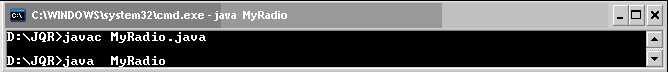 C:\WINDOWS\system32\cmd.exe - java MyRadio
D:\JQR>javac MyRadio.java
D:\JQR>java  MyRadio